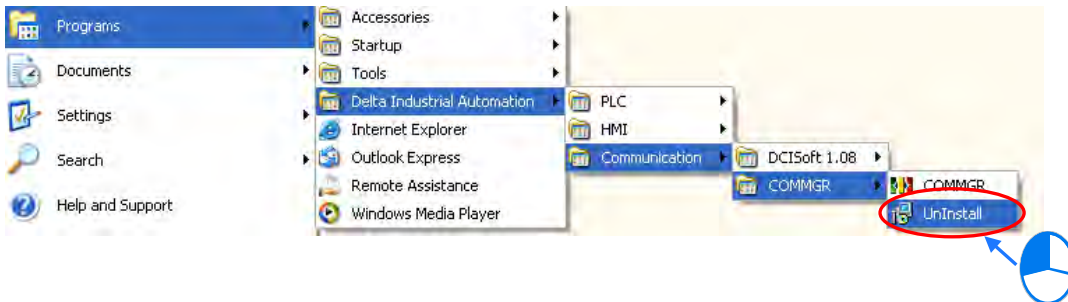 Programs
Documents
Settings
Search
Help and Support
Accessories
Startup
Tools
Delta Industrial Automation
Internet Explorer
Outlook Express
Remote Assistance
Windows Media Player
PLC
HMI
Communication
DCISoft 1.08
COMMGR
COMMGR
UnInstall